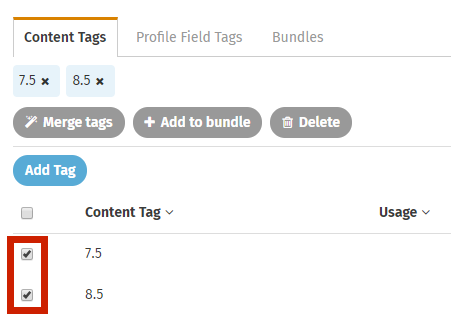 Content Tags Profile Field Tags Bundles
7.5 × 8.5 ×
Merge tags + Add to bundle Delete
Add Tag
Content Tag Usage
7.5
8.5